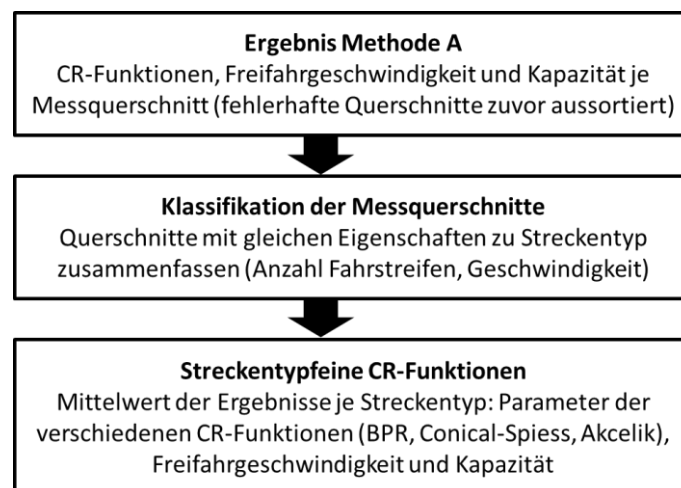 Ergebnis Methode A
CR-Funktionen, Freifahrgeschwindigkeit und Kapazität je
Messquerschnitt (fehlerhafte Querschnitte zuvor aussortiert)
Klassifikation der Messquerschnitte
Querschnitte mit gleichen Eigenschaften zu Streckentyp
zusammenfassen (Anzahl Fahrstreifen, Geschwindigkeit)
Streckentypfeine CR-Funktionen
Mittelwert der Ergebnisse je Streckentyp: Parameter der
verschiedenen CR-Funktionen (BPR, Conical-Spiess, Akcelik),
Freifahrgeschwindigkeit und Kapazität